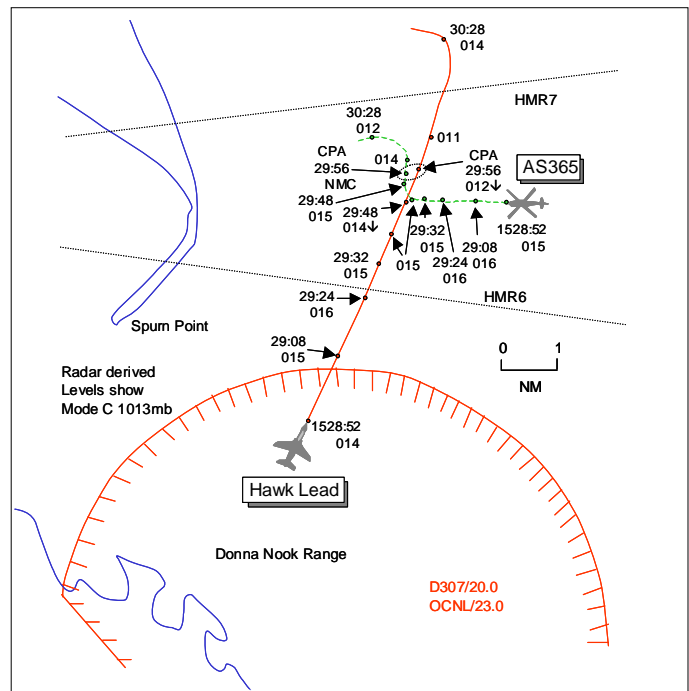 30:28
014
HMR7
30:28
012
011
CPA
29:56
014
CPA
29:56
012↓
AS365
NMC
29:48
015
29:48
014↓
29:32
015
015
29:24
016
29:08
016
1528:52
015
29:32
015
29:24
016
HMR6
Spurn Point
29:08
015
0 1
NM
Radar derived
Levels show
Mode C 1013mb
1528:52
014
Hawk Lead
Donna Nook Range
D307/20.0
OCNL/23.0